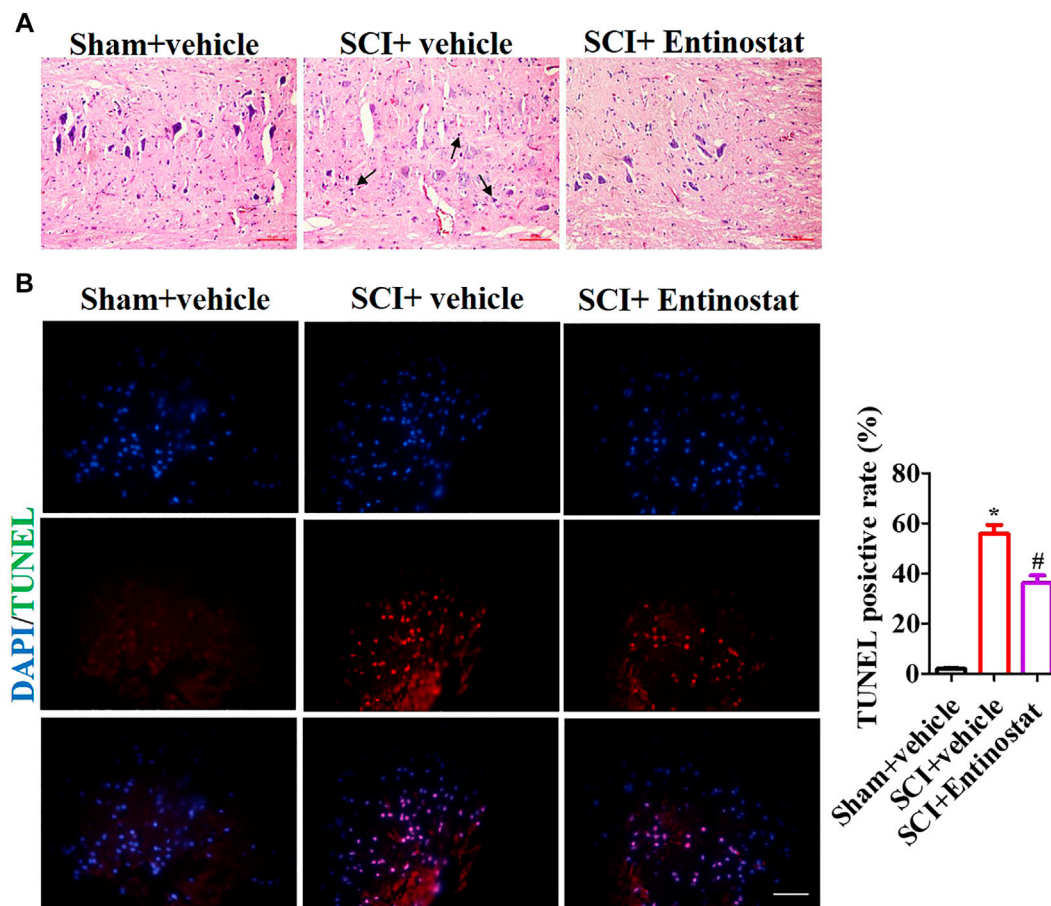 A
Sham+vehicle
SCI+ vehicle
SCI+ Entinostat
B
Sham+vehicle
SCI+ vehicle
SCI+ Entinostat
DAPI/TUNEL
TUNEL posictive rate (%)
80
60
40
20
0
*
#
Sham+vehicle
SCI+vehicle
SCI+Entinostat